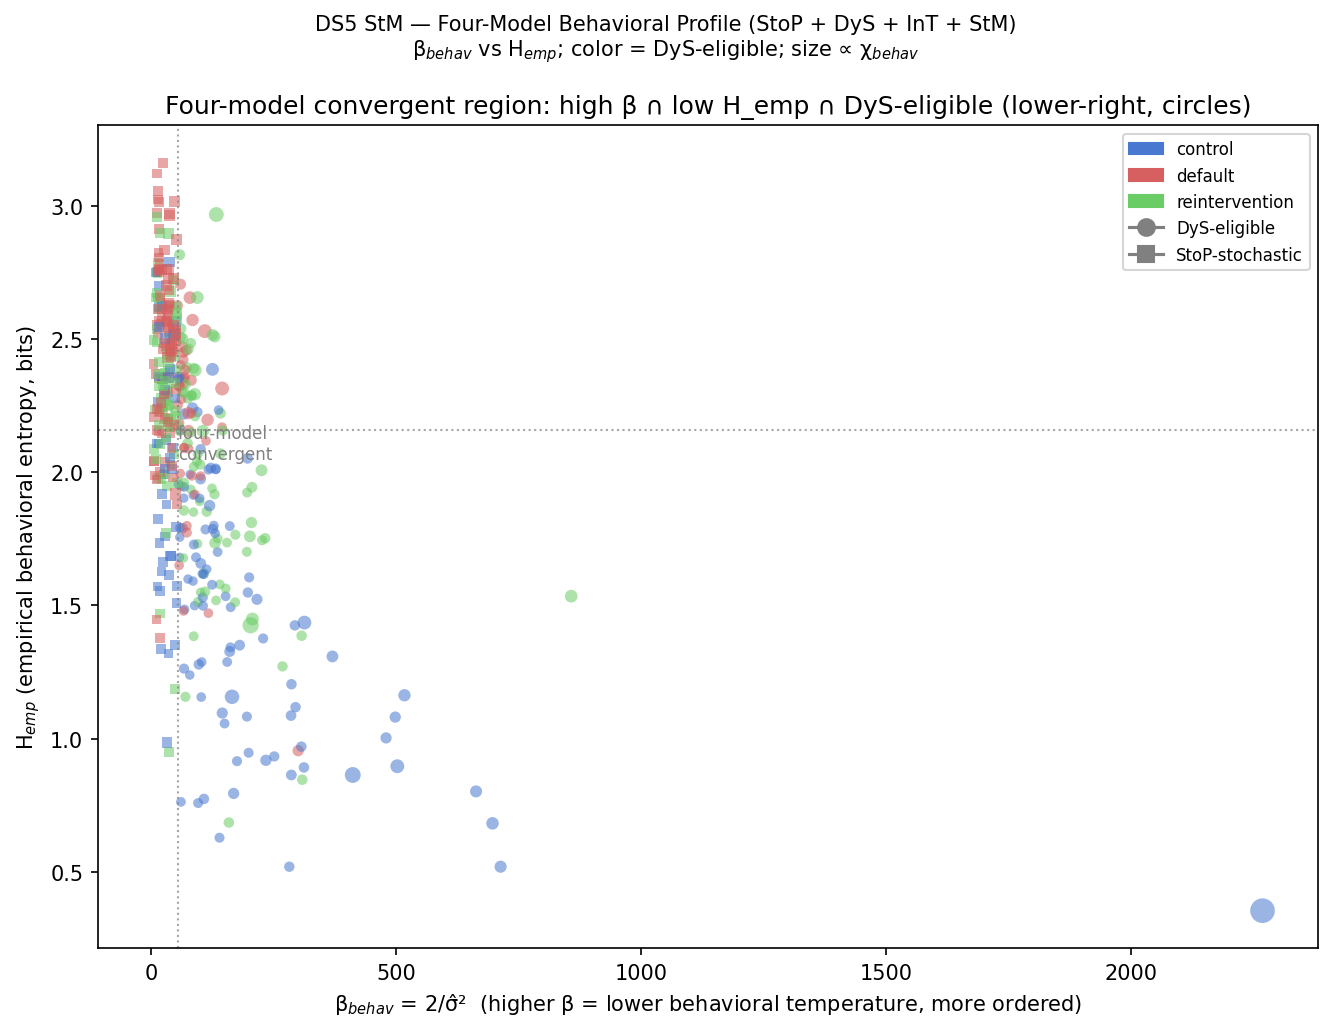 DS5 StM — Four-Model Behavioral Profile (StoP + DyS + InT + StM)
β_behav vs H_emp; color = DyS-eligible; size ∝ χ_behav
Four-model convergent region: high β ∩ low H_emp ∩ DyS-eligible (lower-right, circles)
control
default
reintervention
DyS-eligible
StoP-stochastic
H_emp (empirical behavioral entropy, bits)
3.0
2.5
2.0
1.5
1.0
0.5
four-model
convergent
0 500 1000 1500 2000
β_behav = 2/σ̂² (higher β = lower behavioral temperature, more ordered)